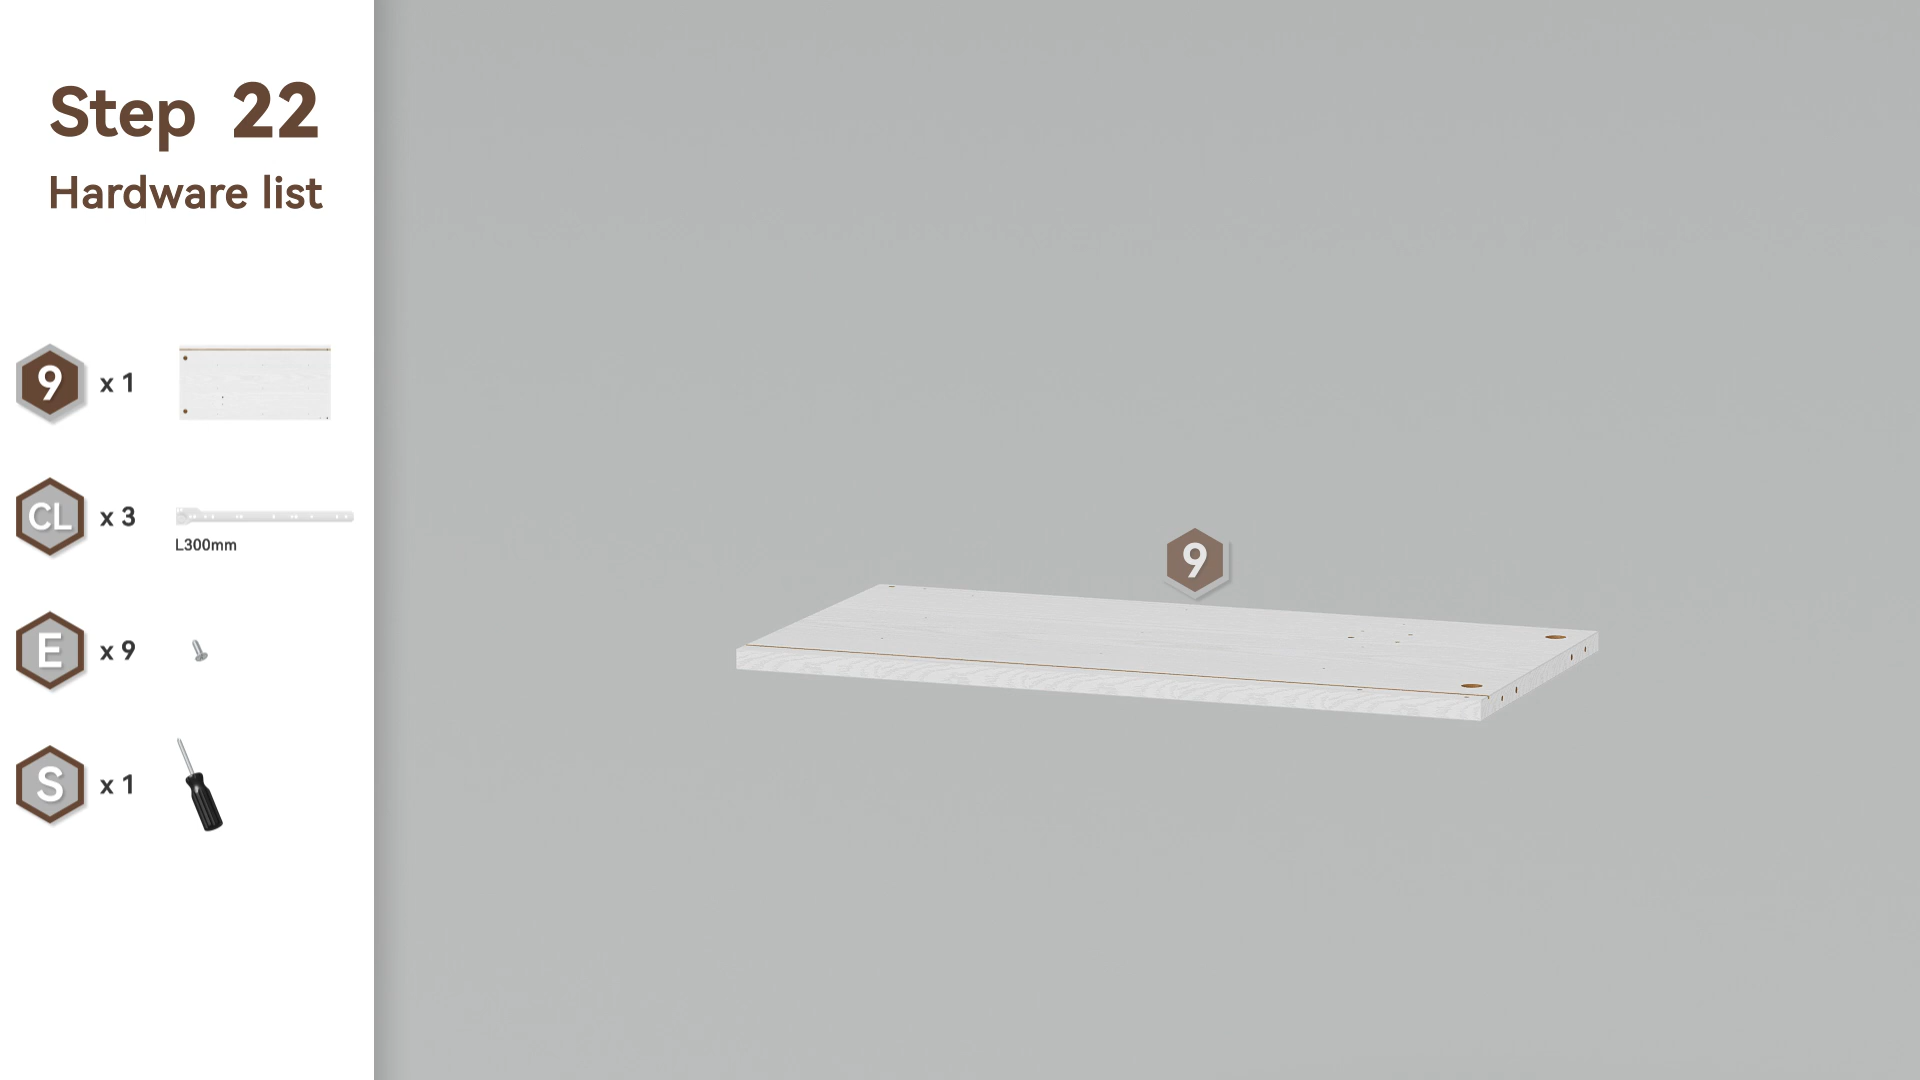 Step 22
Hardware list
9 x 1
CL x 3
L300mm
E x 9
S x 1
9